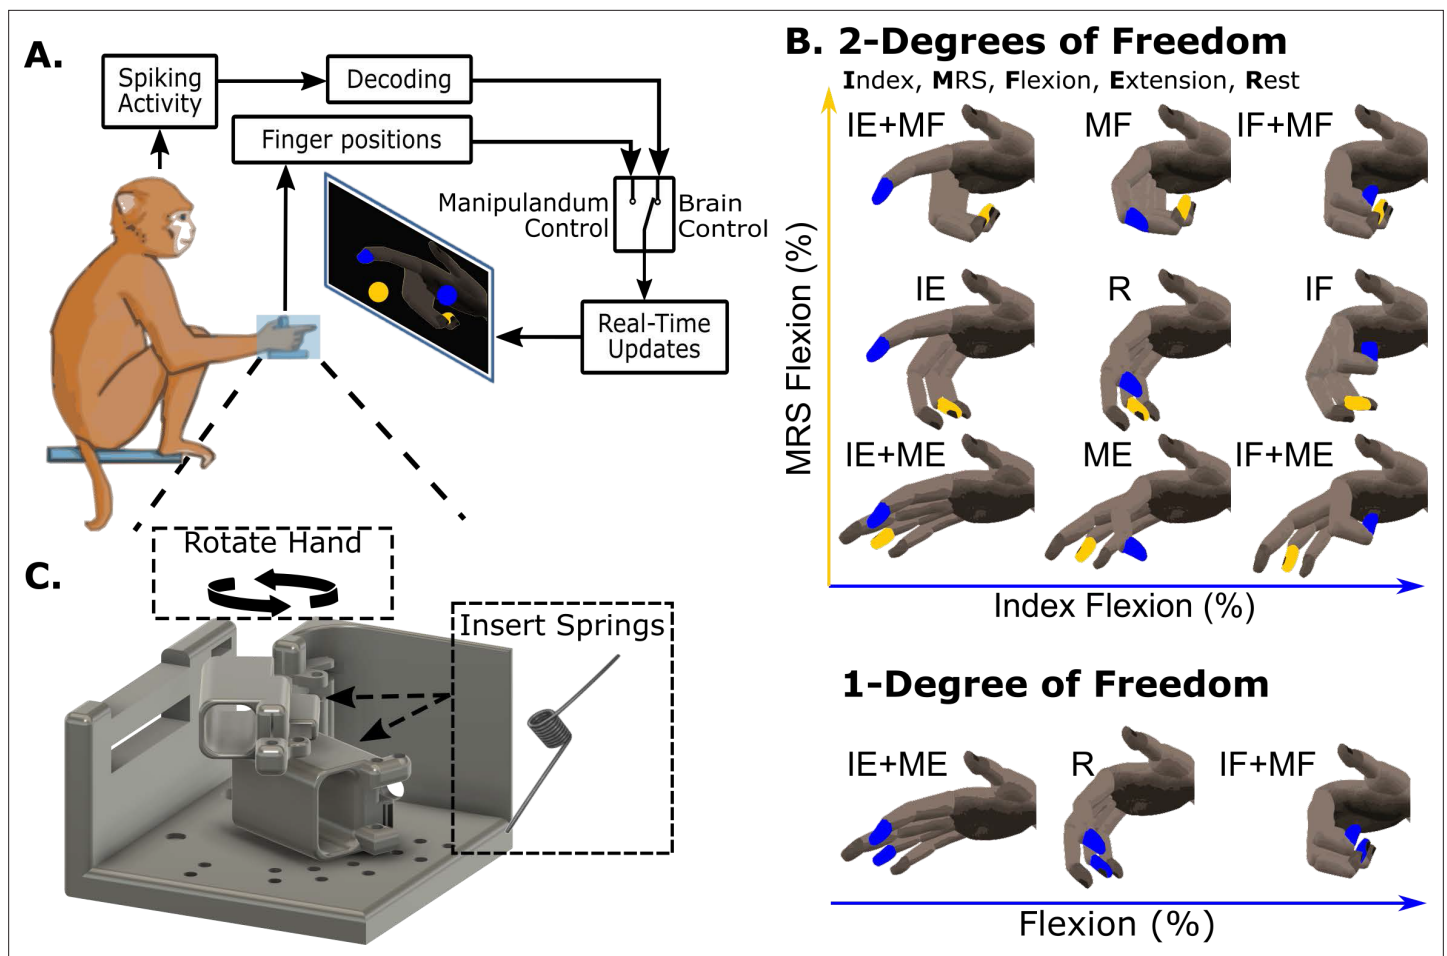 A.
Spiking
Activity
Decoding
Finger positions
Manipulandum
Control
Brain
Control
Real-Time
Updates
B. 2-Degrees of Freedom
Index, MRS, Flexion, Extension, Rest
IE+MF
MF
IF+MF
IE
R
IF
IE+ME
ME
IF+ME
MRS Flexion (%)
Index Flexion (%)
1-Degree of Freedom
IE+ME
R
IF+MF
Flexion (%)
C.
Rotate Hand
Insert Springs